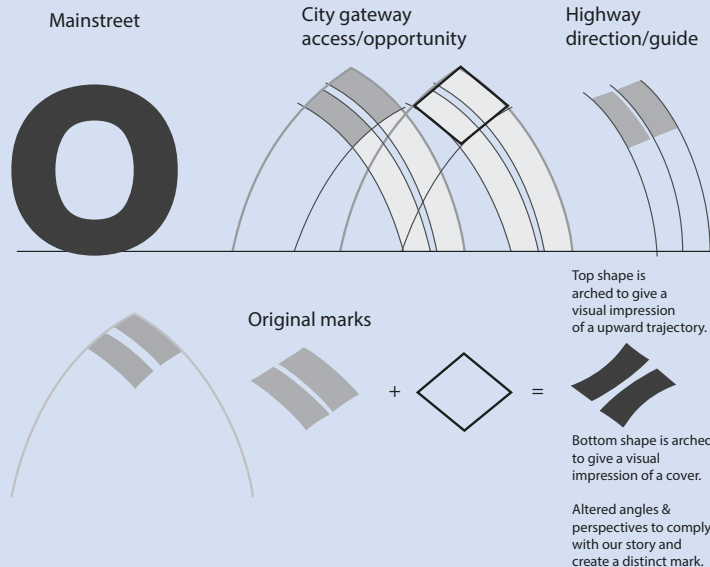 Mainstreet
City gateway
access/opportunity
Highway
direction/guide
O
Original marks
+
=
Top shape is
arched to give a
visual impression
of a upward trajectory.
Bottom shape is arched
to give a visual
impression of a cover.
Altered angles &
perspectives to comply
with our story and
create a distinct mark.